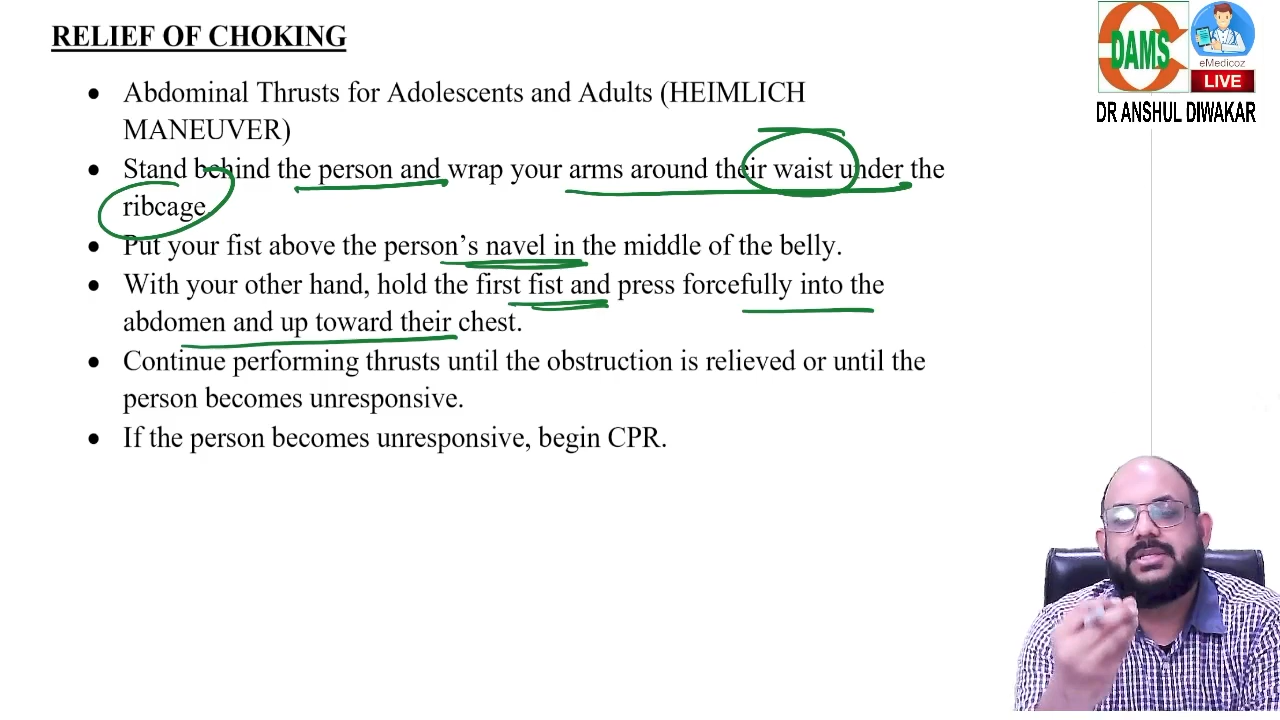 RELIEF OF CHOKING
DAMS
eMedicoz
LIVE
DR ANSHUL DIWAKAR
• Abdominal Thrusts for Adolescents and Adults (HEIMLICH
MANEUVER)
• Stand behind the person and wrap your arms around their waist under the
ribcage.
• Put your fist above the person’s navel in the middle of the belly.
• With your other hand, hold the first fist and press forcefully into the
abdomen and up toward their chest.
• Continue performing thrusts until the obstruction is relieved or until the
person becomes unresponsive.
• If the person becomes unresponsive, begin CPR.